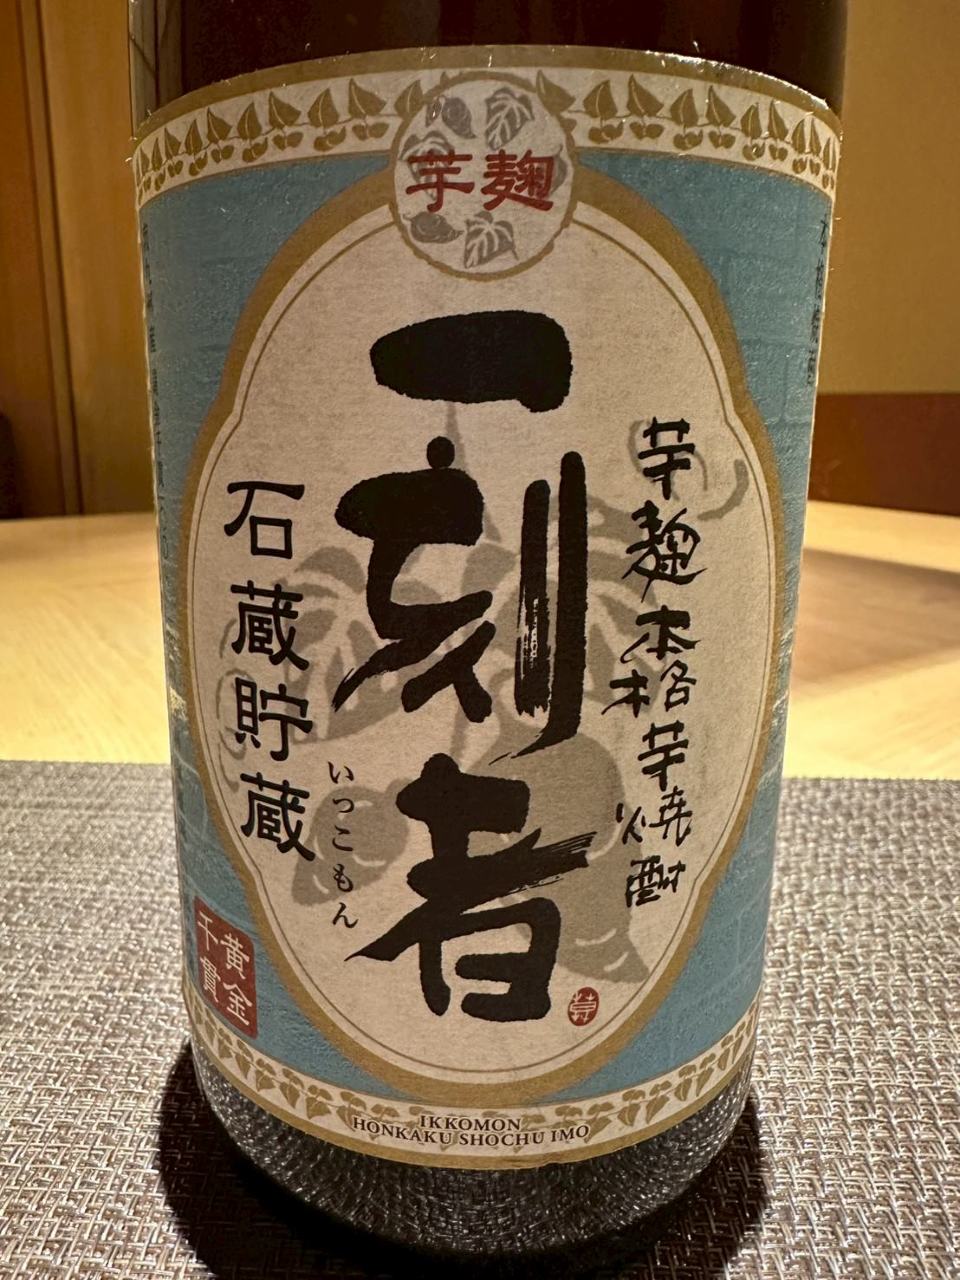 芋麹
芋麹本格芋焼酎
一刻者
いっこもん
石蔵貯蔵
黄金
千貫
IKKOMON
HONKAKU SHOCHU IMO